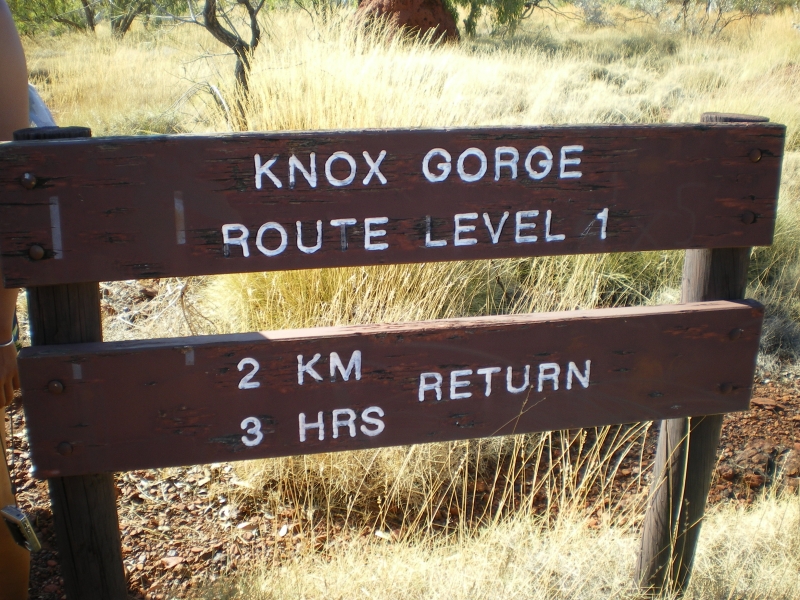 KNOX GORGE
ROUTE LEVEL 1
2 KM RETURN
3 HRS